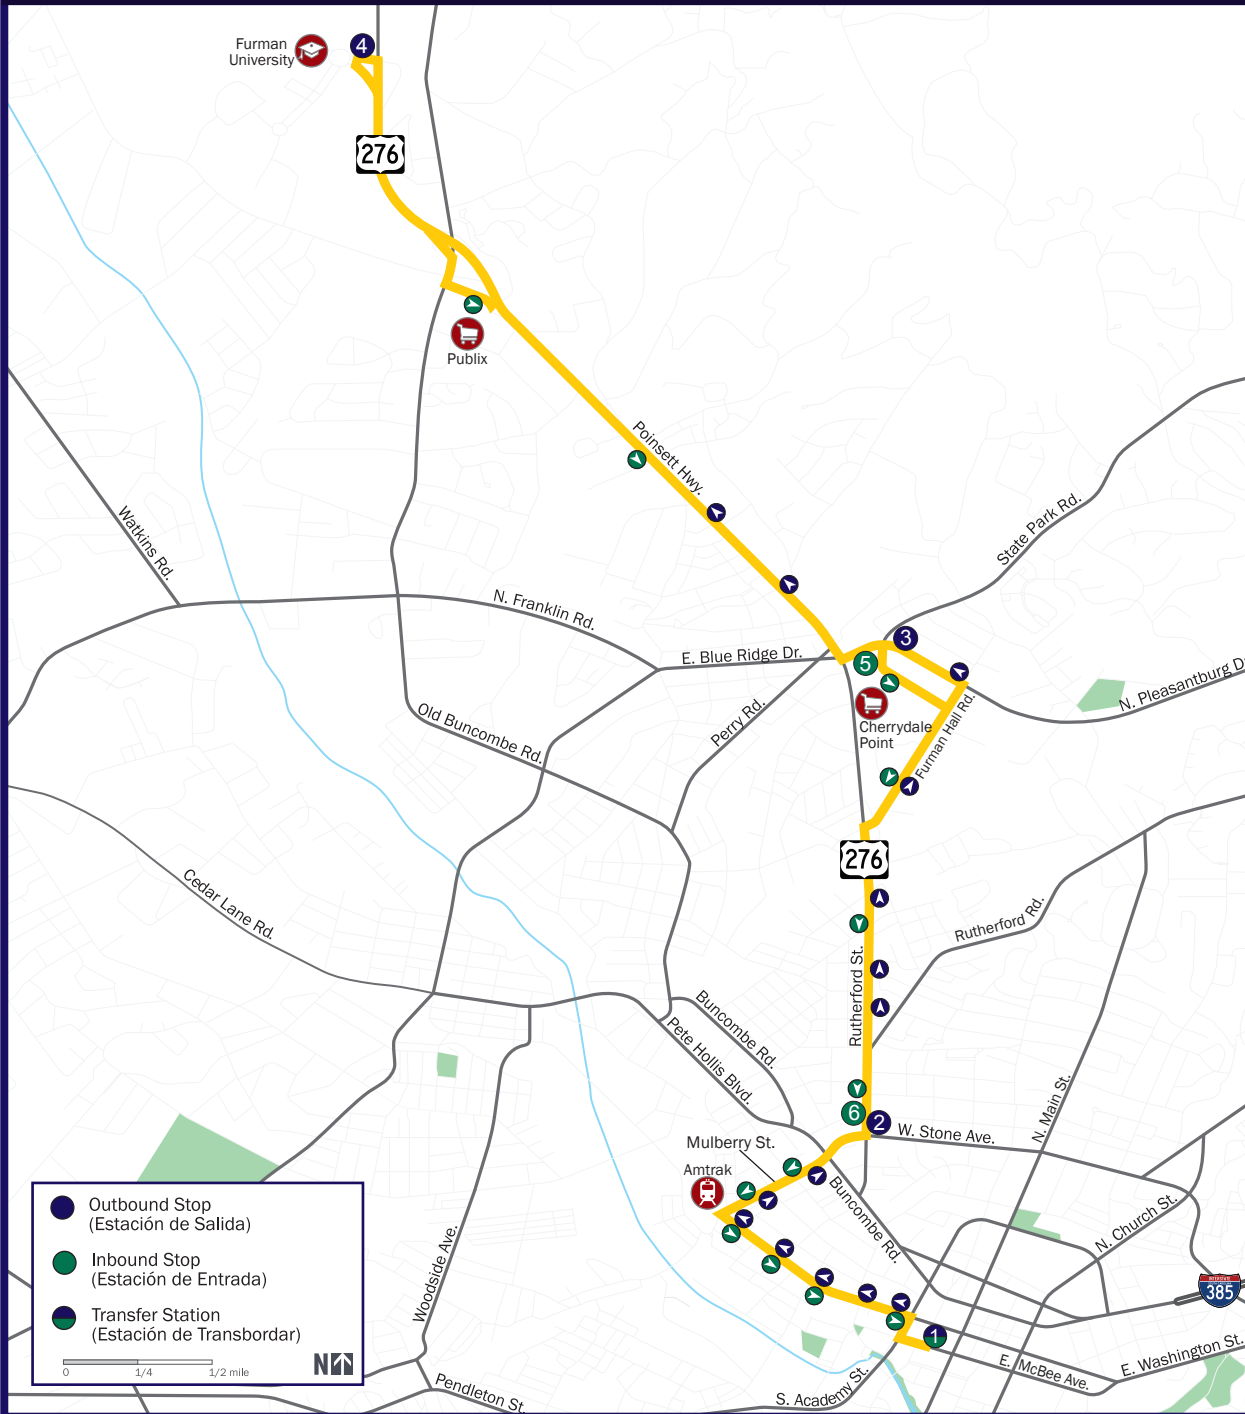 Furman
University
4
276
Publix
Poinsett Hwy.
State Park Rd.
Watkins Rd.
N. Franklin Rd.
E. Blue Ridge Dr.
3
5
N. Pleasantburg D
Cherrydale
Point
Furman Hall Rd.
Perry Rd.
Old Buncombe Rd.
276
Cedar Lane Rd.
Rutherford Rd.
Rutherford St.
Buncombe Rd.
Pete Hollis Blvd.
N. Main St.
6
2
W. Stone Ave.
Mulberry St.
Amtrak
Buncombe Rd.
N. Church St.
Woodside Ave.
INTERSTATE
385
1
E. McBee Ave.
E. Washington St.
S. Academy St.
Pendleton St.
Outbound Stop
(Estación de Salida)
Inbound Stop
(Estación de Entrada)
Transfer Station
(Estación de Transbordar)
0 1/4 1/2 mile
N